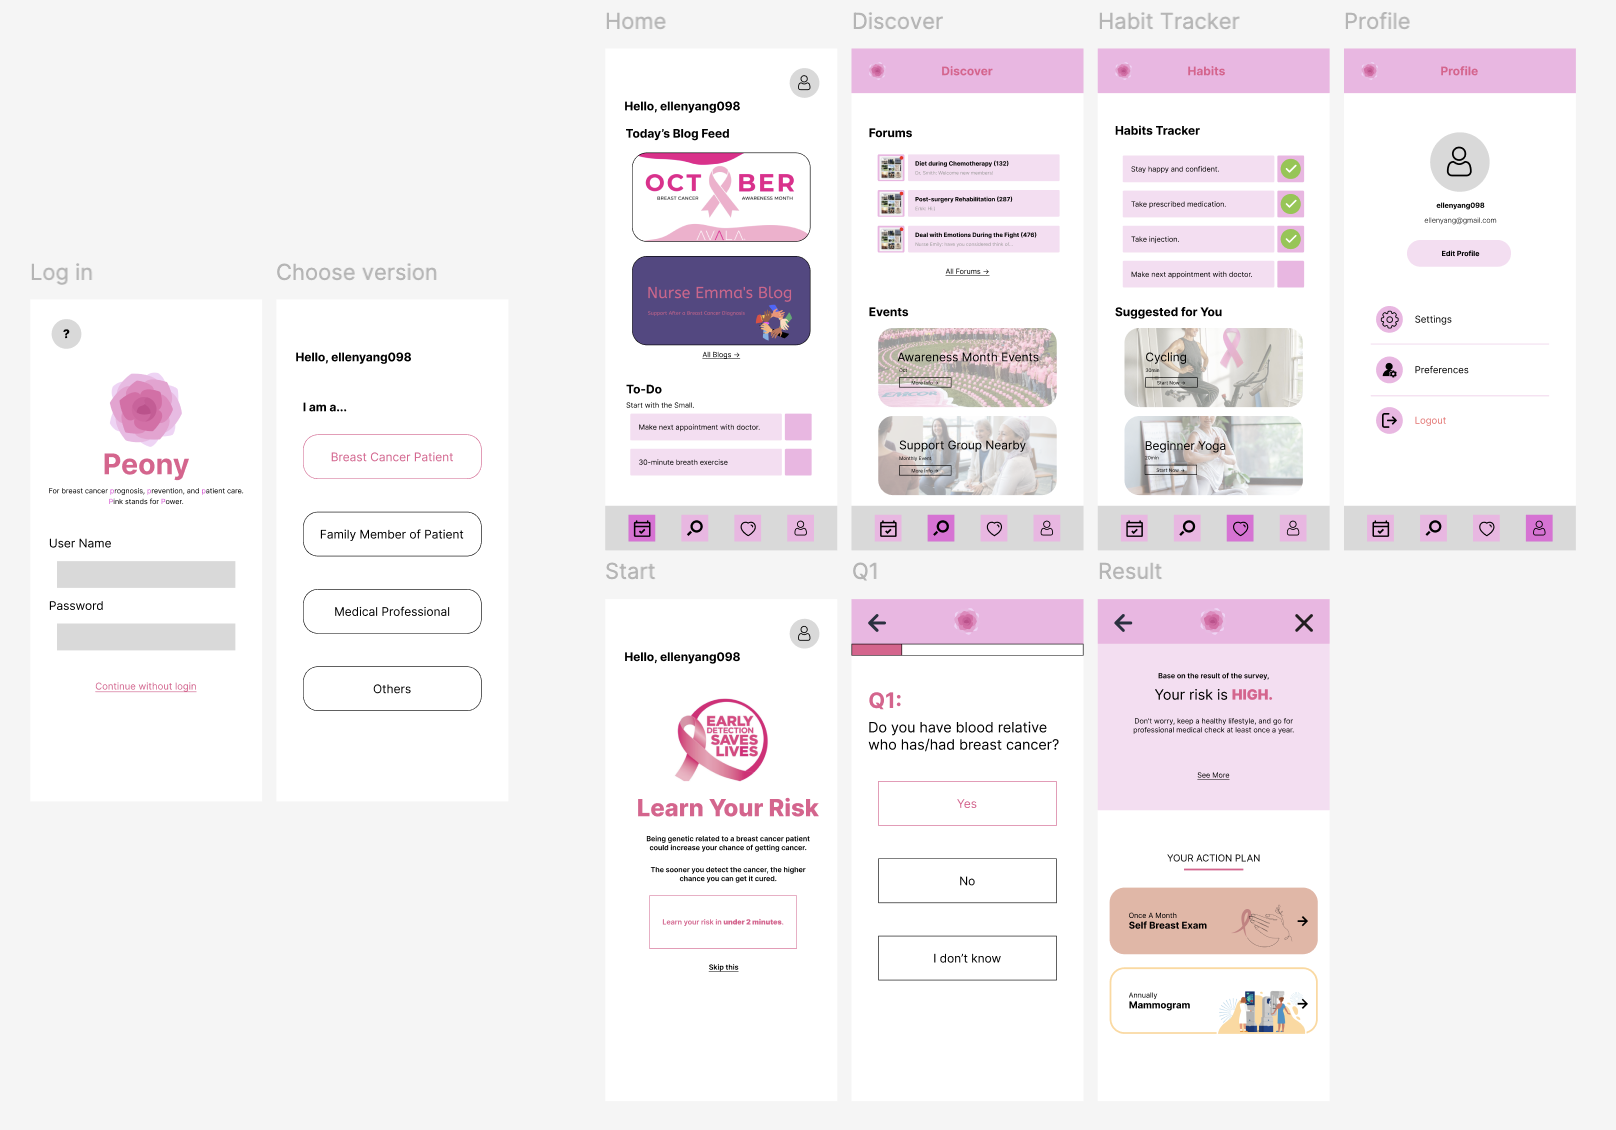 Home
Discover
Habit Tracker
Profile
Hello, ellenyang098
Today's Blog Feed
OCT BER
BREAST CANCER
AWARENESS MONTH
AVALA
Nurse Emma's Blog
Support After a Breast Cancer Diagnosis
All Blogs →
To-Do
Start with the Small.
Make next appointment with doctor.
30-minute breath exercise
Discover
Forums
Diet during Chemotherapy (132)
Dr. Smith: Welcome new members!
Post-surgery Rehabilitation (287)
Deal with Emotions During the Fight (476)
Nurse Emily: Have you considered think of...
All Forums →
Events
Awareness Month Events
Oct
More Info →
Support Group Nearby
Monthly Event
More Info →
Habits
Habits Tracker
Stay happy and confident.
Take prescribed medication.
Take injection.
Make next appointment with doctor.
Suggested for You
Cycling
30min
Start Now →
Beginner Yoga
20min
Start Now →
Profile
ellenyang098
ellenyang@gmail.com
Edit Profile
Settings
Preferences
Logout
Log in
Choose version
?
Peony
For breast cancer prognosis, prevention, and patient care.
Pink stands for Power.
User Name
Password
Continue without login
Hello, ellenyang098
I am a...
Breast Cancer Patient
Family Member of Patient
Medical Professional
Others
Start
Q1
Result
Hello, ellenyang098
EARLY
DETECTION
SAVES
LIVES
Learn Your Risk
Being genetic related to a breast cancer patient
could increase your chance of getting cancer.
The sooner you detect the cancer, the higher
chance you can get it cured.
Learn your risk in under 2 minutes.
Skip this
Q1:
Do you have blood relative
who has/had breast cancer?
Yes
No
I don't know
Base on the result of the survey,
Your risk is HIGH.
Don't worry, keep a healthy lifestyle, and go for
professional medical check at least once a year.
See More
YOUR ACTION PLAN
Once A Month
Self Breast Exam
Annually
Mammogram